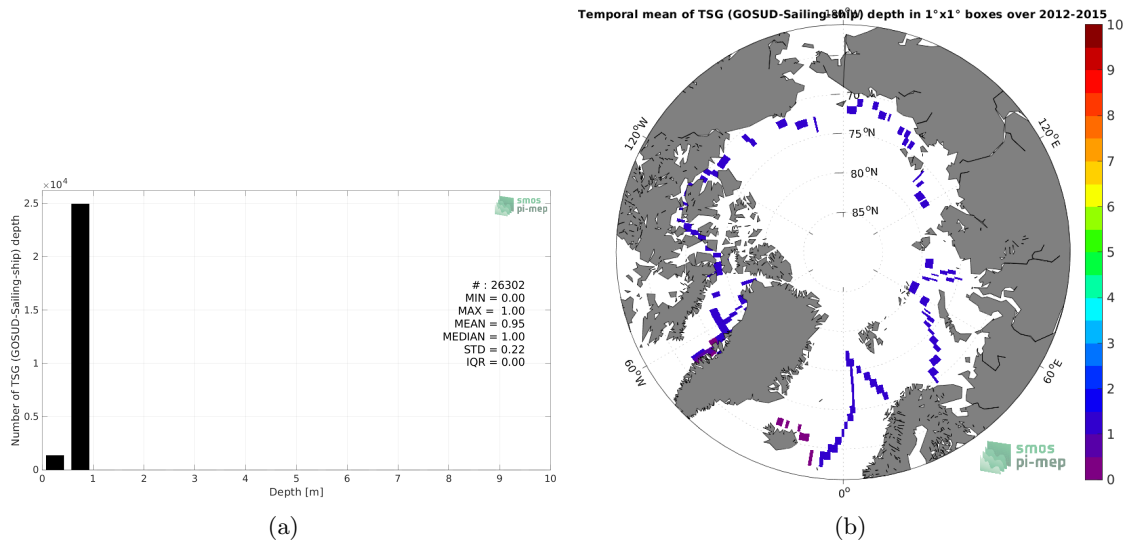 ×10⁴
2.5
2
1.5
1
0.5
0
0 1 2 3 4 5 6 7 8 9 10
Number of TSG (GOSUD-Sailing-ship) depth
Depth [m]
smos
pi-mep
# : 26302
MIN = 0.00
MAX = 1.00
MEAN = 0.95
MEDIAN = 1.00
STD = 0.22
IQR = 0.00
(a)
Temporal mean of TSG (GOSUD-Sailing-ship) depth in 1°x1° boxes over 2012-2015
180°W
120°W
120°E
60°W
60°E
0°
70
75°N
80°N
85°N
10
9
8
7
6
5
4
3
2
1
0
smos
pi-mep
(b)